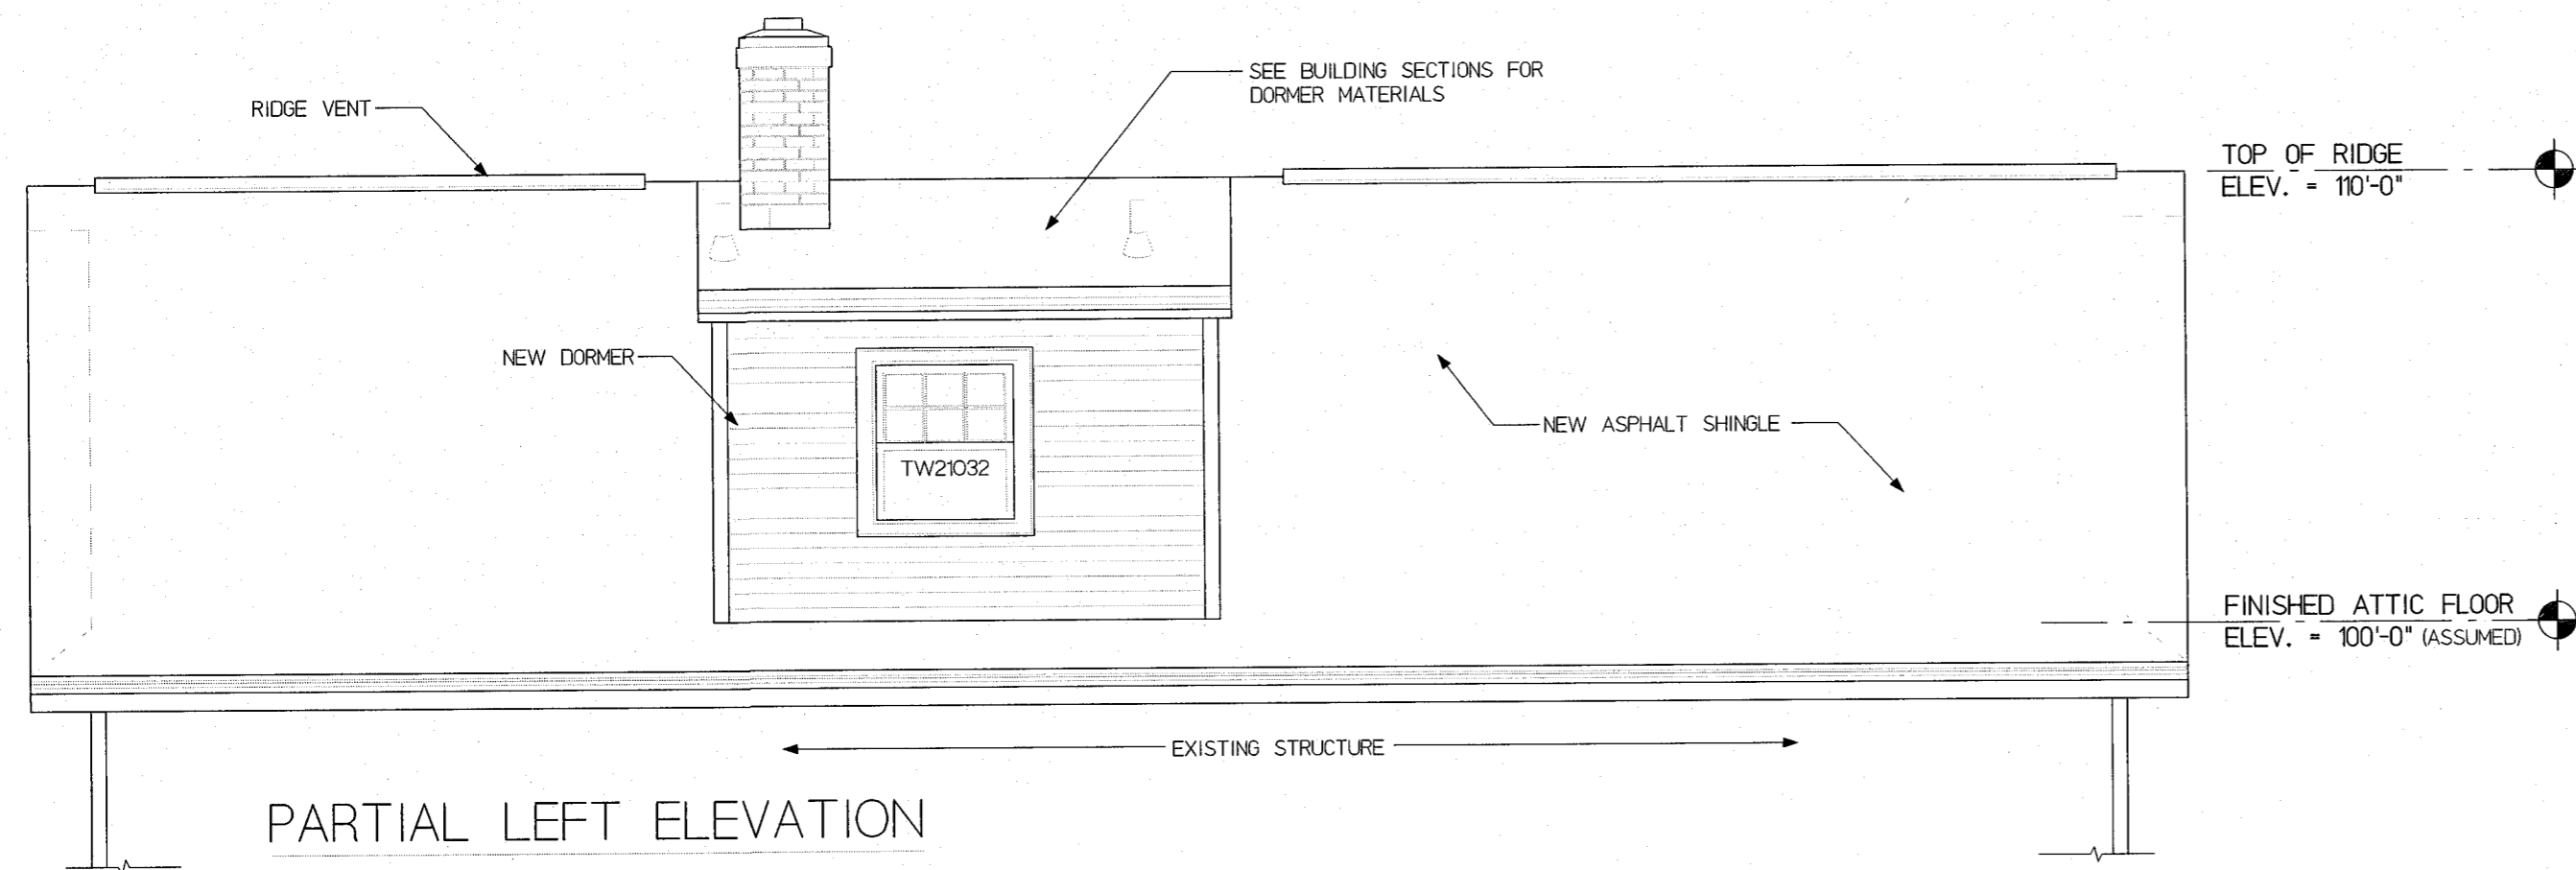 SEE BUILDING SECTIONS FOR
DORMER MATERIALS
RIDGE VENT
TOP OF RIDGE
ELEV. = 110'-0"
NEW DORMER
NEW ASPHALT SHINGLE
TW21032
FINISHED ATTIC FLOOR
ELEV. = 100'-0" (ASSUMED)
EXISTING STRUCTURE
PARTIAL LEFT ELEVATION